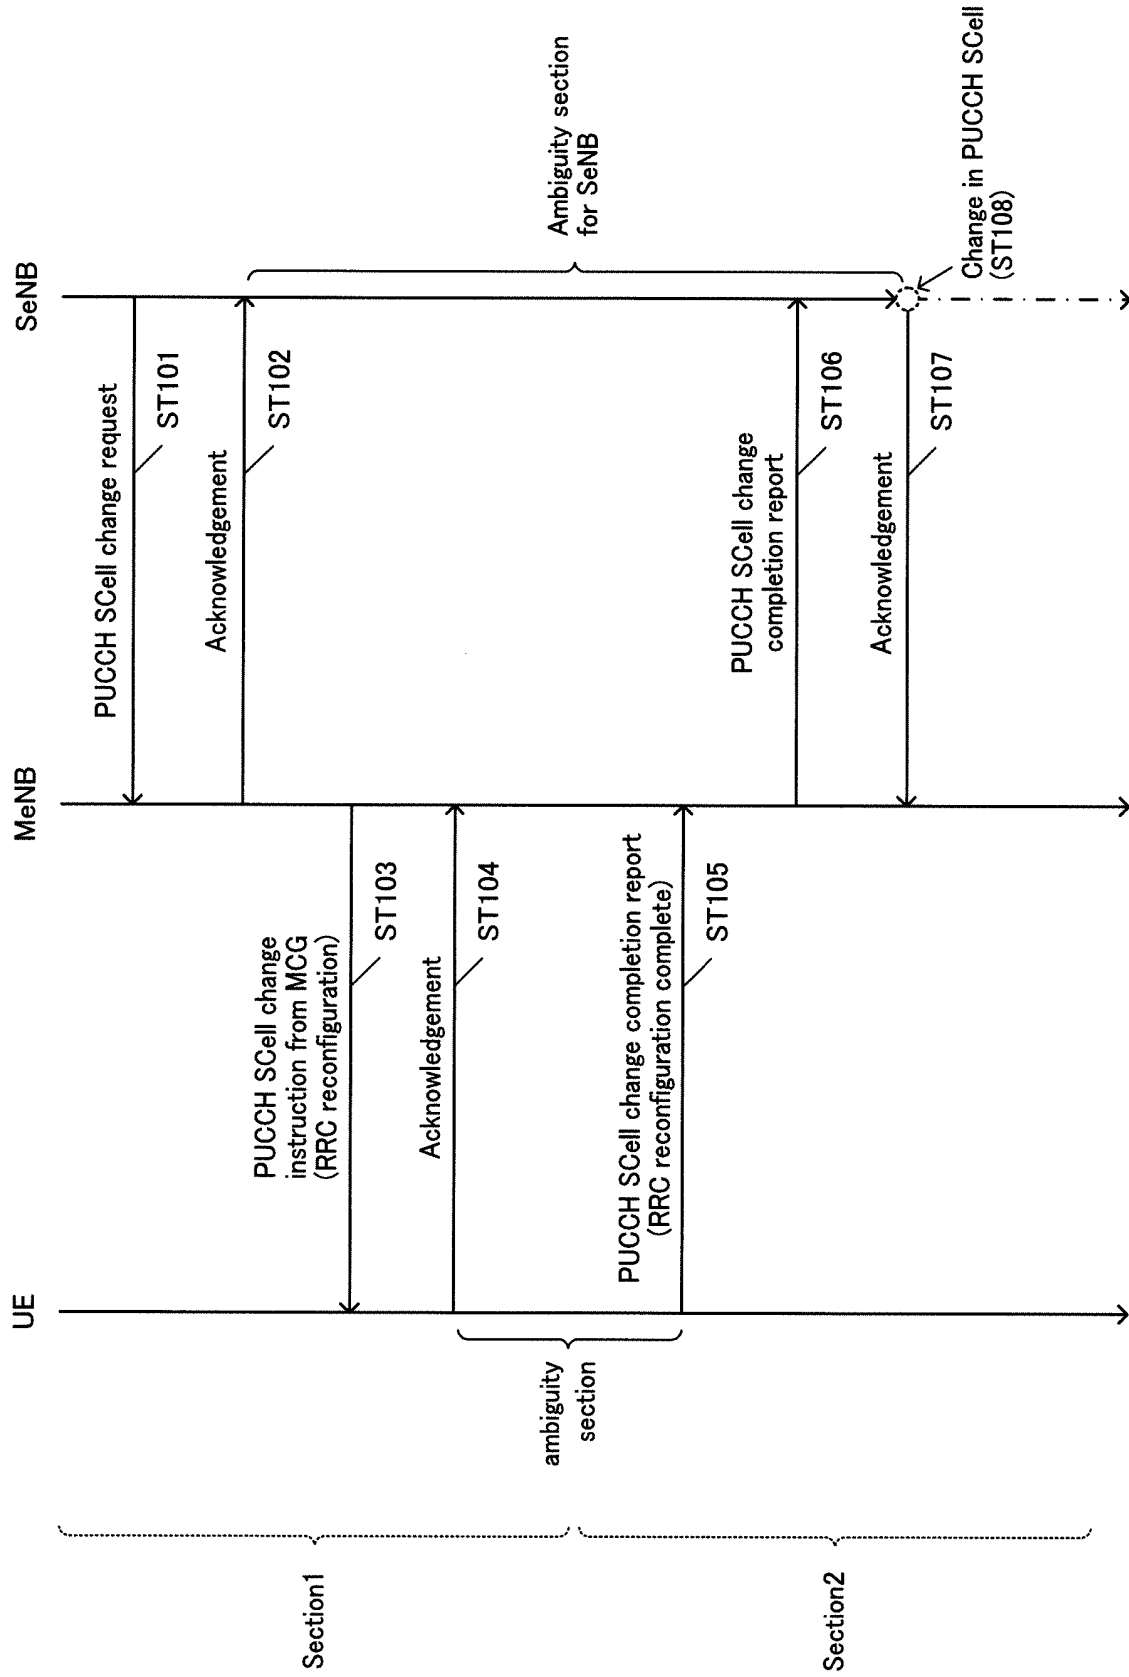 UE
MeNB
SeNB
PUCCH SCell change request
ST101
Acknowledgement
ST102
PUCCH SCell change
instruction from MCG
(RRC reconfiguration)
ST103
Acknowledgement
ST104
PUCCH SCell change completion report
(RRC reconfiguration complete)
ST105
PUCCH SCell change
completion report
ST106
Acknowledgement
ST107
Change in PUCCH SCell
(ST108)
Ambiguity section
for SeNB
ambiguity
section
Section1
Section2